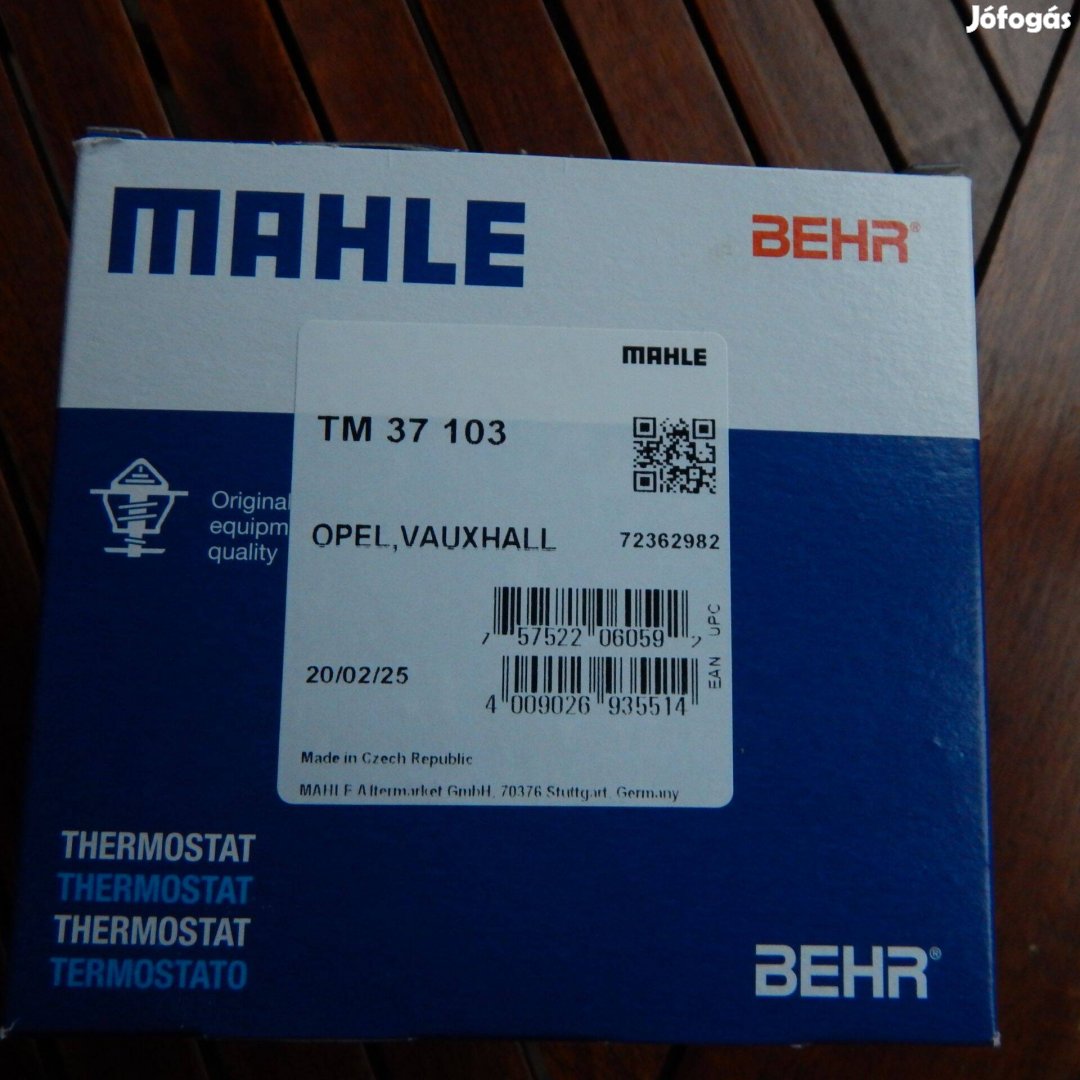 Jófogás
MAHLE
BEHR®
MAHLE
TM 37 103
Original
equipm
quality
OPEL,VAUXHALL 72362982
7 57522 06059 2
UPC
20/02/25
4 009026 935514
EAN
Made in Czech Republic
MAHLE Aftermarket GmbH, 70376 Stuttgart, Germany
THERMOSTAT
THERMOSTAT
THERMOSTAT
TERMOSTATO
BEHR®